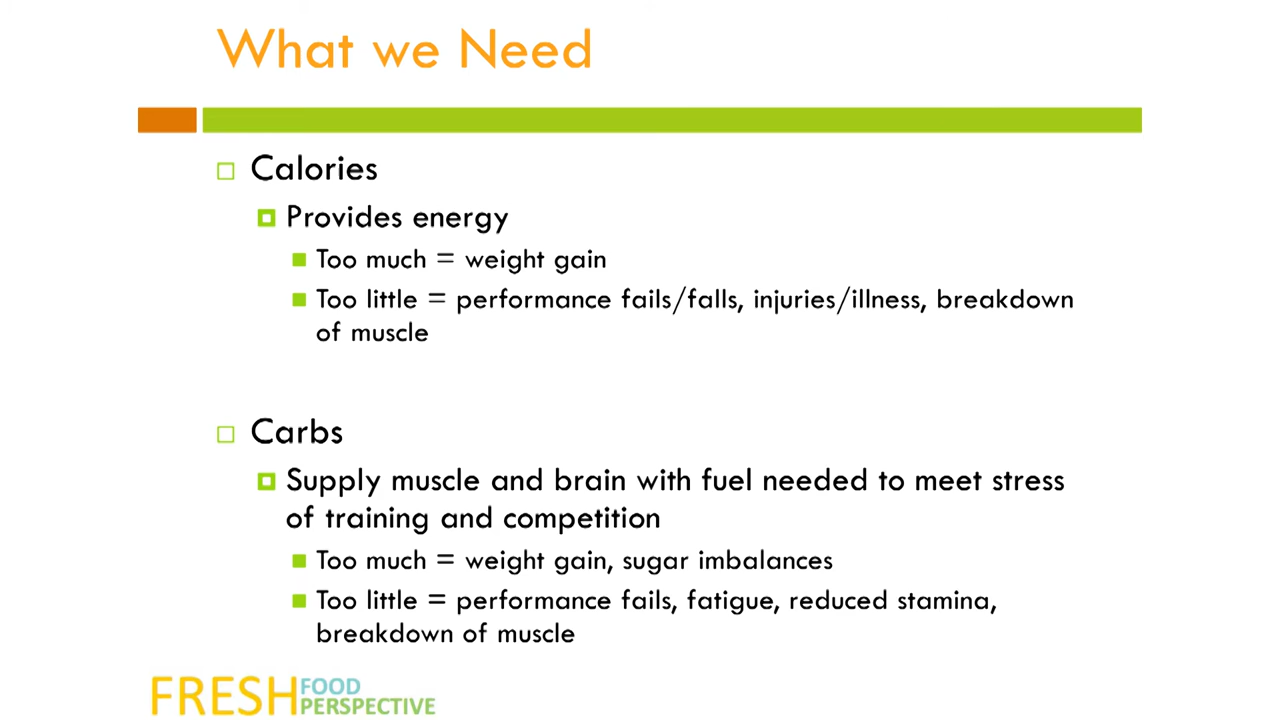 What we Need
Calories
Provides energy
Too much = weight gain
Too little = performance fails/falls, injuries/illness, breakdown
of muscle
Carbs
Supply muscle and brain with fuel needed to meet stress
of training and competition
Too much = weight gain, sugar imbalances
Too little = performance fails, fatigue, reduced stamina,
breakdown of muscle
FRESH FOOD
PERSPECTIVE